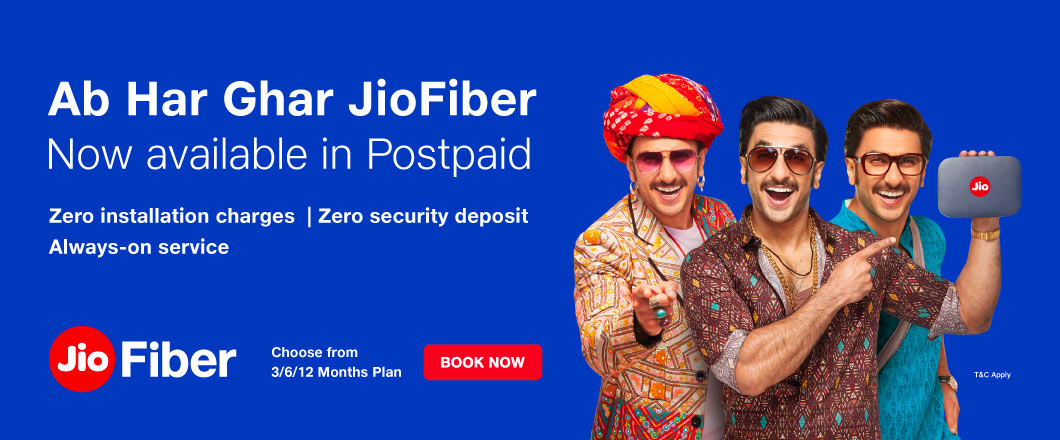 Ab Har Ghar JioFiber
Now available in Postpaid
Zero installation charges | Zero security deposit
Always-on service
Jio Fiber
Choose from
3/6/12 Months Plan
BOOK NOW
Jio
T&C Apply